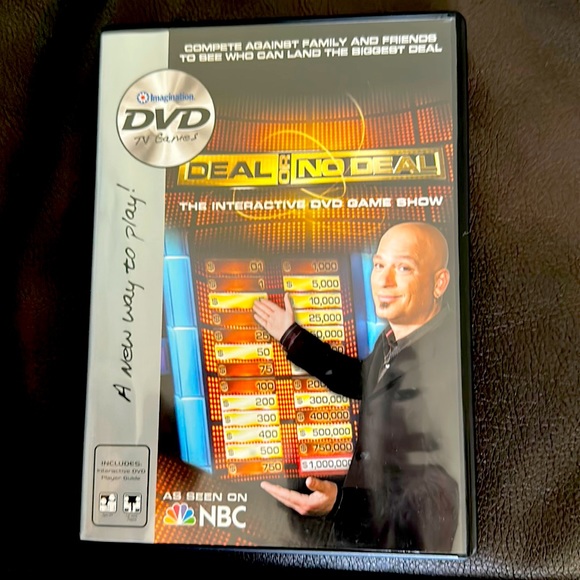 COMPETE AGAINST FAMILY AND FRIENDS
TO SEE WHO CAN LAND THE BIGGEST DEAL
Imagination
DVD
TV Games
DEAL OR NO DEAL
THE INTERACTIVE DVD GAME SHOW
A new way to play!
$ .01
$ 1,000
$ 1
$ 5,000
$
$ 10,000
25,000
50
$ 75
$ 100
$ 200
$ 300,000
$ 300
$ 400,000
$ 400
$ 500,000
$ 500
$ 750,000
$ 750
$ 1,000,000
INCLUDES:
Interactive DVD
Player Guide
AS SEEN ON
NBC